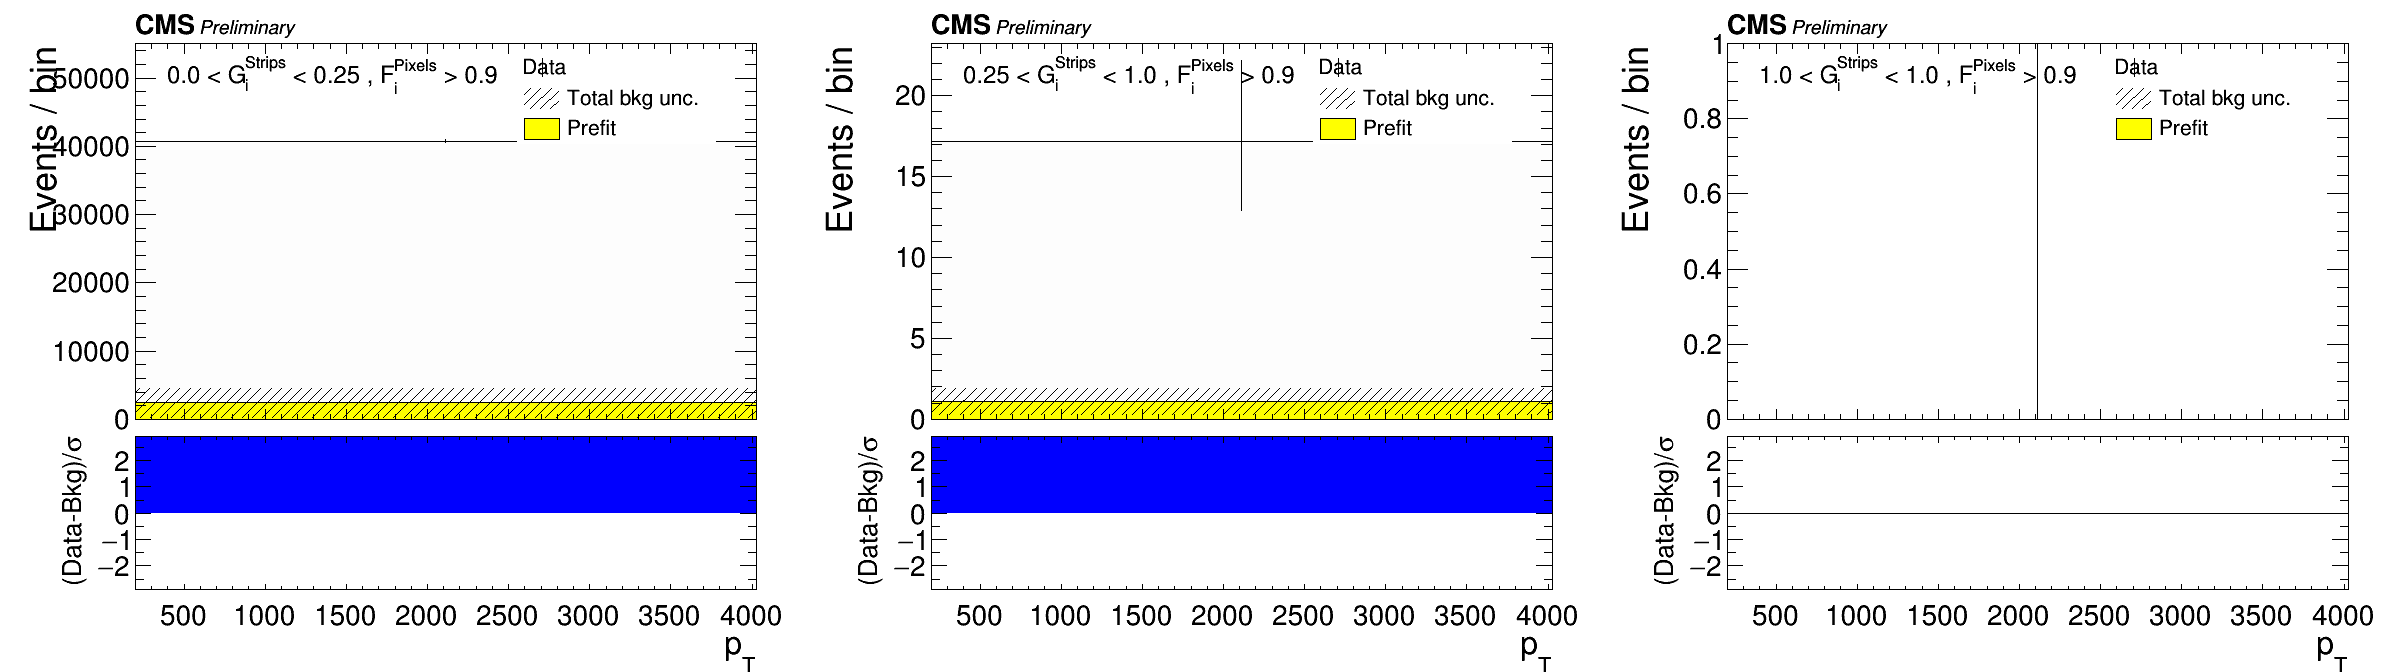 CMS Preliminary
Events / bin
50000
40000
30000
20000
10000
0
0.0 < G_i^Strips < 0.25 , F_i^Pixels > 0.9
Data
Total bkg unc.
Prefit
(Data-Bkg)/σ
2
1
0
−1
−2
500 1000 1500 2000 2500 3000 3500 4000
p_T
CMS Preliminary
Events / bin
20
15
10
5
0
0.25 < G_i^Strips < 1.0 , F_i^Pixels > 0.9
Data
Total bkg unc.
Prefit
(Data-Bkg)/σ
2
1
0
−1
−2
500 1000 1500 2000 2500 3000 3500 4000
p_T
CMS Preliminary
Events / bin
1
0.8
0.6
0.4
0.2
0
1.0 < G_i^Strips < 1.0 , F_i^Pixels > 0.9
Data
Total bkg unc.
Prefit
(Data-Bkg)/σ
2
1
0
−1
−2
500 1000 1500 2000 2500 3000 3500 4000
p_T